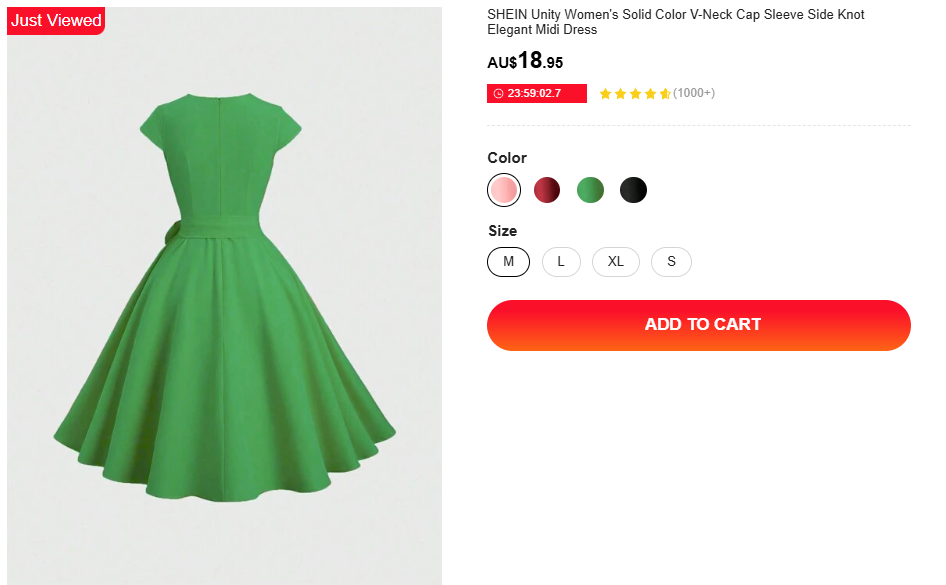 Just Viewed
SHEIN Unity Women's Solid Color V-Neck Cap Sleeve Side Knot
Elegant Midi Dress
AU$18.95
23:59:02.7 (1000+)
Color
Size
M L XL S
ADD TO CART